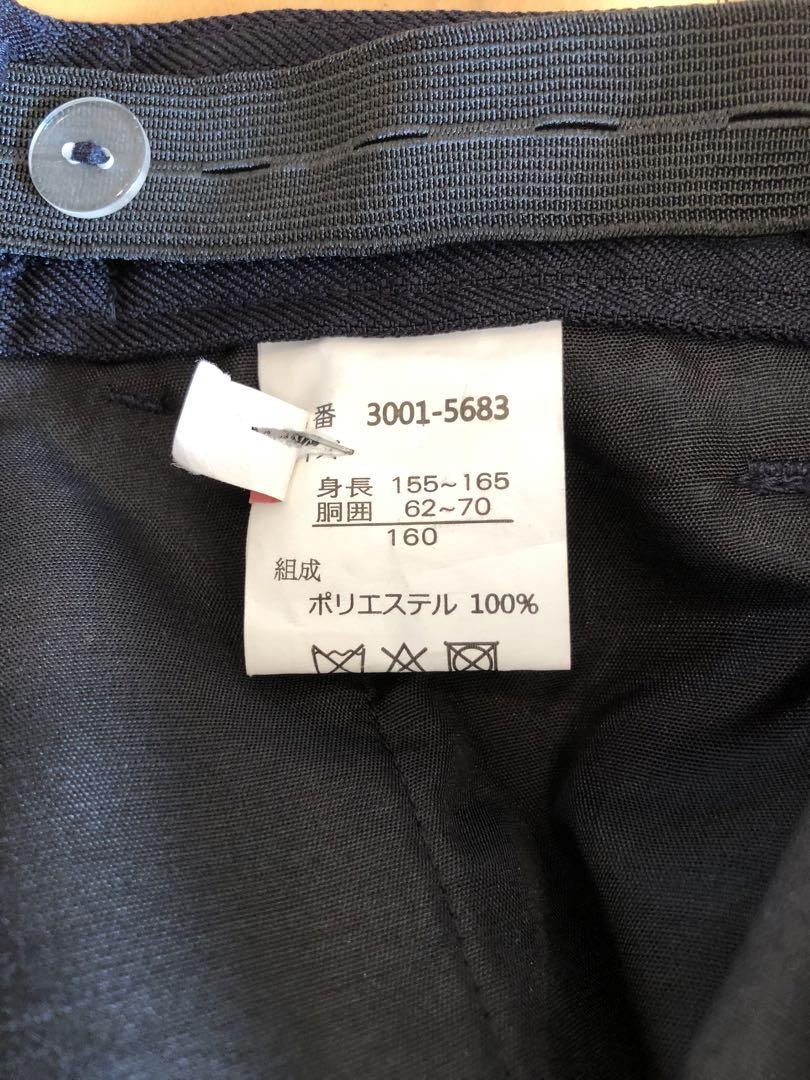 番 3001-5683
身長 155~165
胴囲 62~70
160
組成
ポリエステル 100%